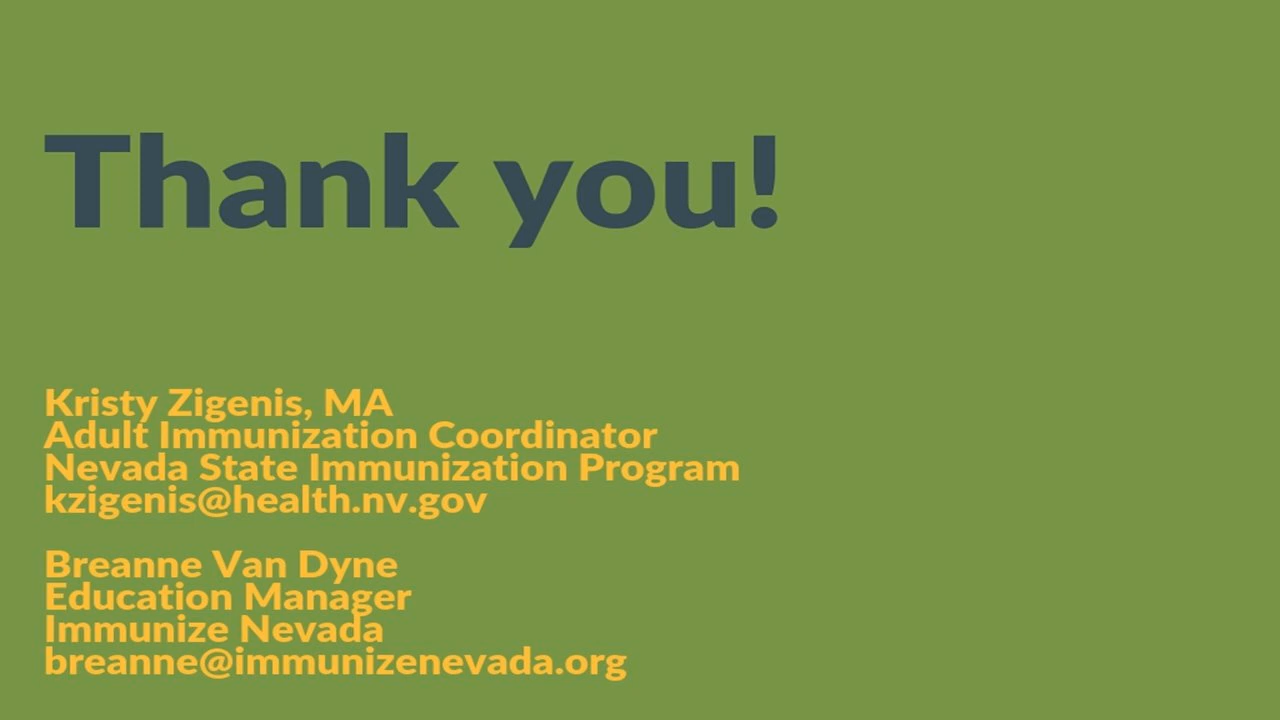 Thank you!
Kristy Zigenis, MA
Adult Immunization Coordinator
Nevada State Immunization Program
kzigenis@health.nv.gov
Breanne Van Dyne
Education Manager
Immunize Nevada
breanne@immunizenevada.org